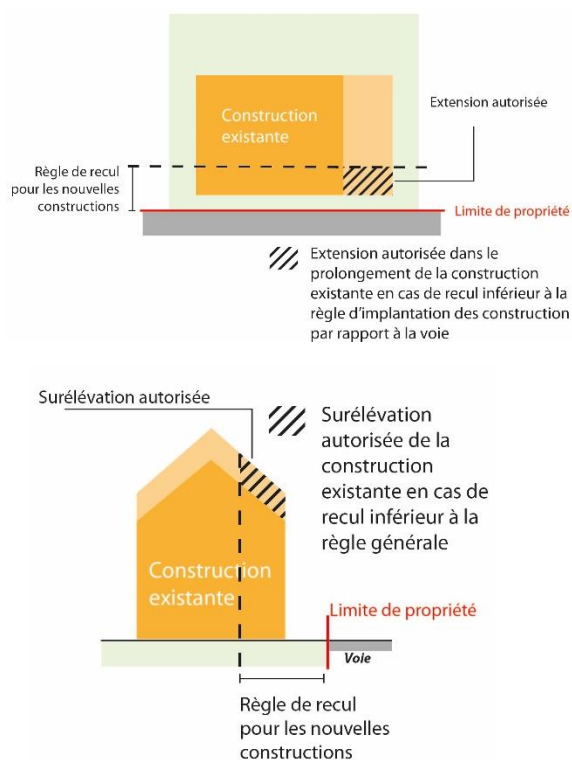 Construction
existante
Extension autorisée
Règle de recul
pour les nouvelles
constructions
Limite de propriété
Extension autorisée dans le
prolongement de la construction
existante en cas de recul inférieur à la
règle d'implantation des construction
par rapport à la voie
Surélévation autorisée
Surélévation
autorisée de la
construction
existante en cas de
recul inférieur à la
règle générale
Construction
existante
Limite de propriété
Voie
Règle de recul
pour les nouvelles
constructions